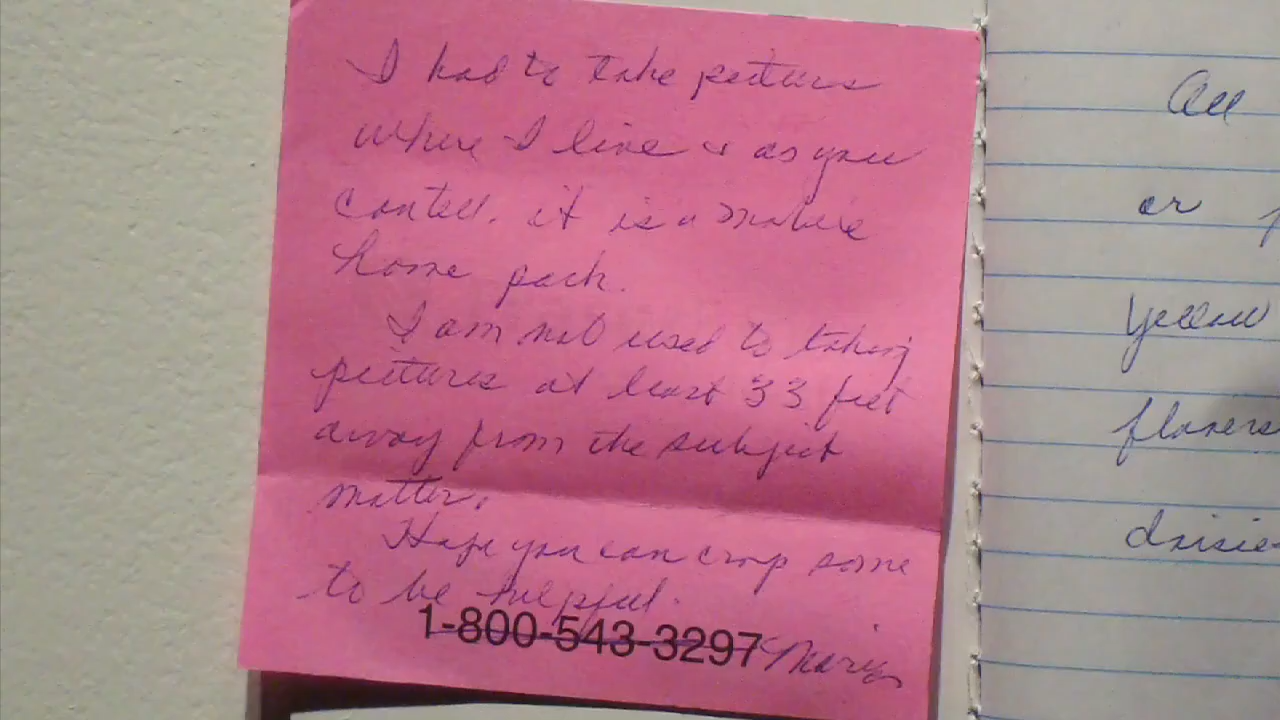 I had to take pictures
where I live & as you
can tell. it is a mobile
home park.
I am not used to taking
pictures at least 33 feet
away from the subject
matter.
Hope you can crop some
to be helpful.
1-800-543-3297
All
or
yellow
flowers
daisie